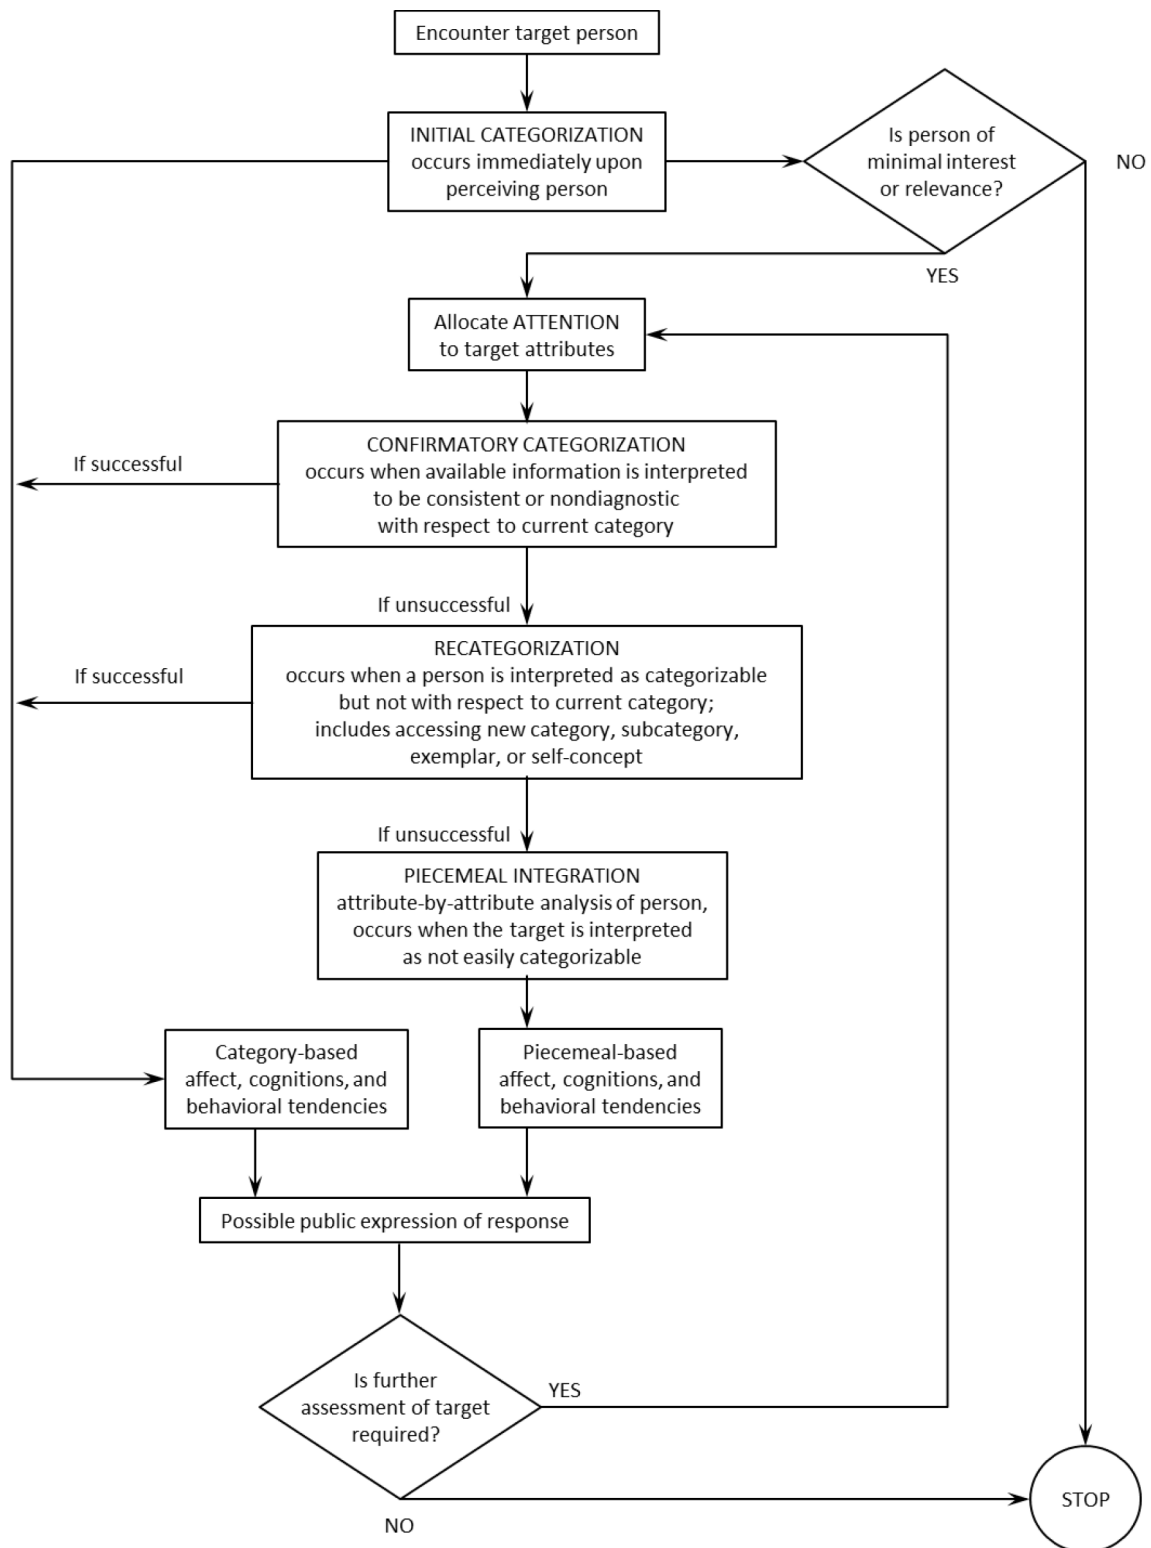 Encounter target person
INITIAL CATEGORIZATION
occurs immediately upon
perceiving person
Is person of
minimal interest
or relevance?
NO
YES
Allocate ATTENTION
to target attributes
CONFIRMATORY CATEGORIZATION
occurs when available information is interpreted
to be consistent or nondiagnostic
with respect to current category
If successful
If unsuccessful
RECATEGORIZATION
occurs when a person is interpreted as categorizable
but not with respect to current category;
includes accessing new category, subcategory,
exemplar, or self-concept
If successful
If unsuccessful
PIECEMEAL INTEGRATION
attribute-by-attribute analysis of person,
occurs when the target is interpreted
as not easily categorizable
Category-based
affect, cognitions, and
behavioral tendencies
Piecemeal-based
affect, cognitions, and
behavioral tendencies
Possible public expression of response
Is further
assessment of target
required?
YES
NO
STOP